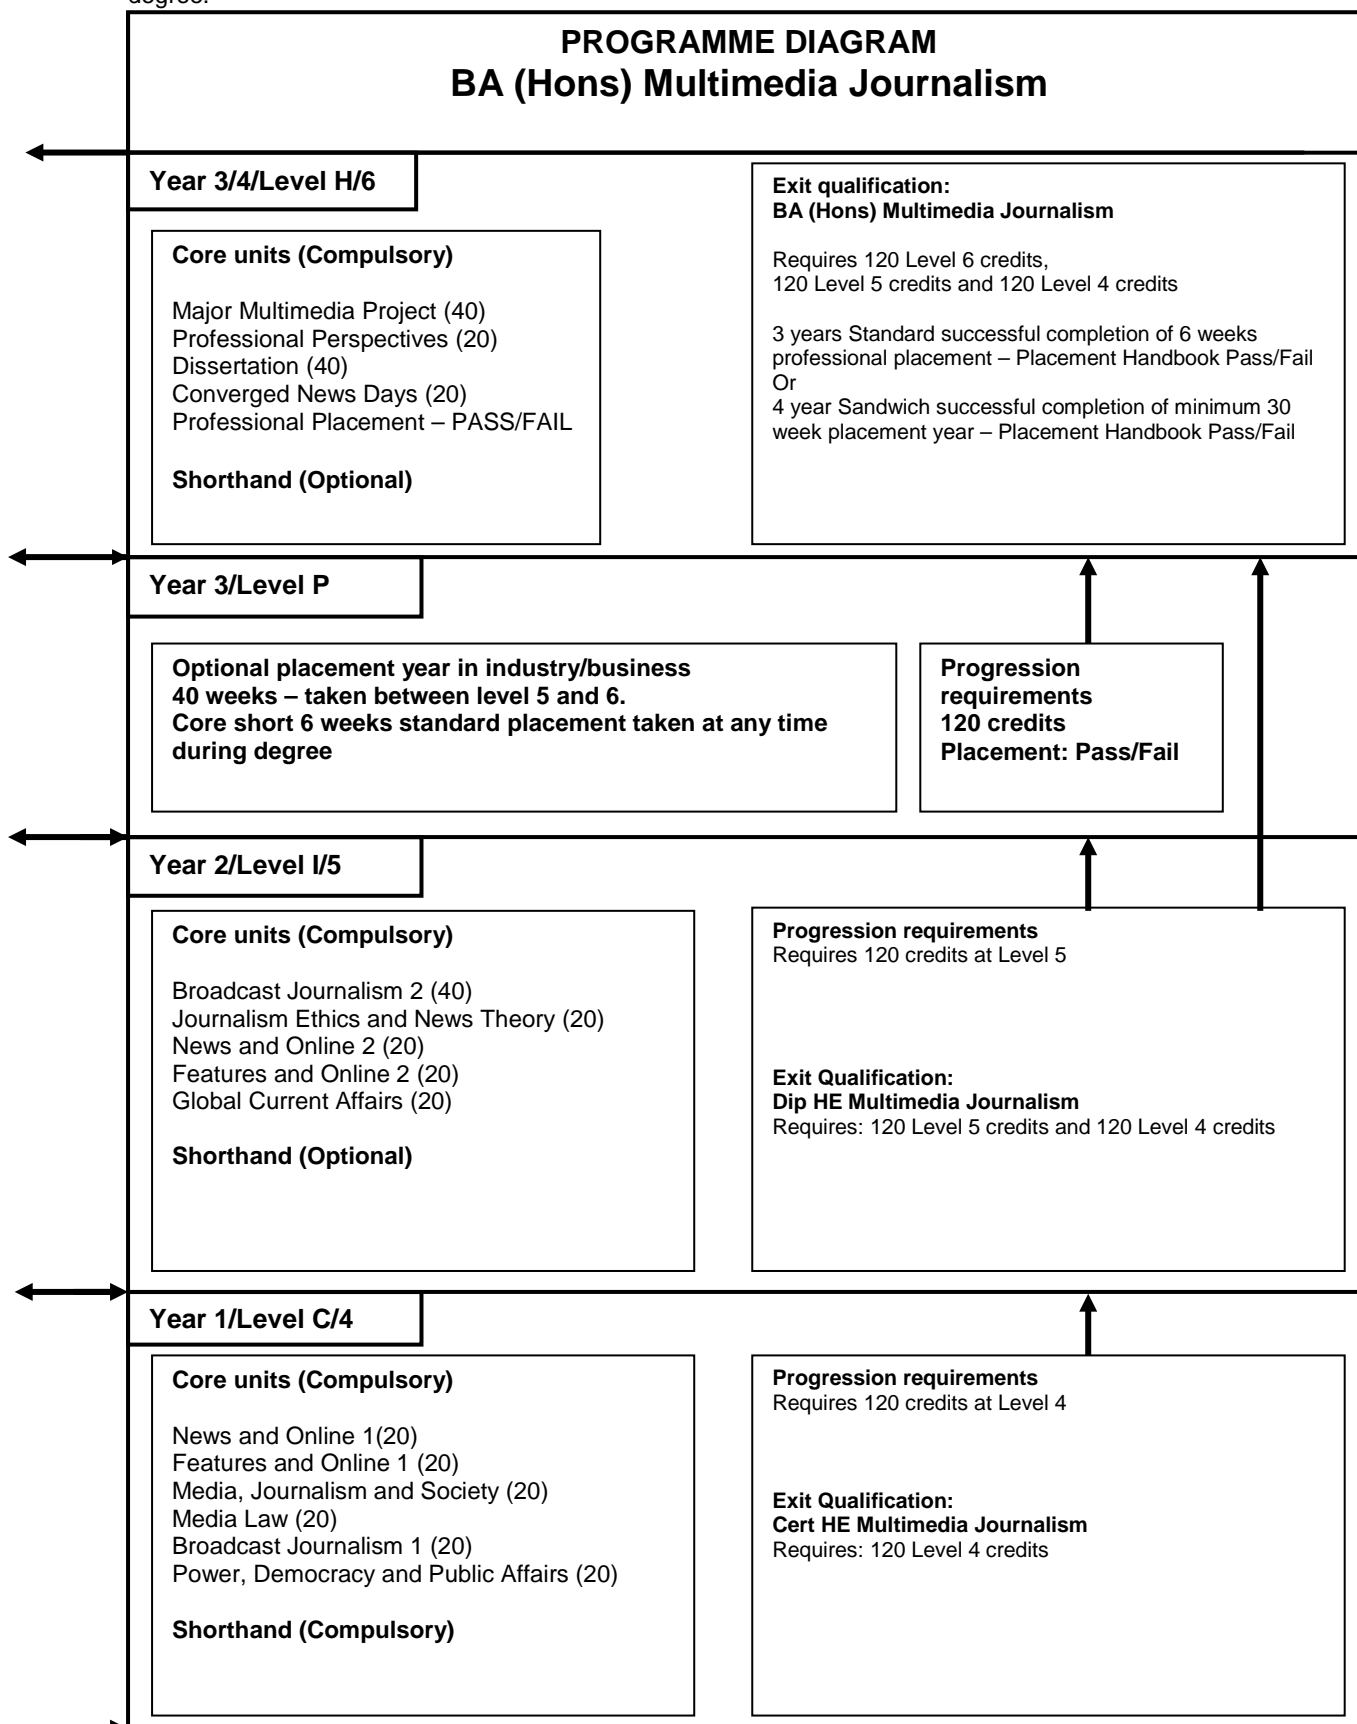 degree.
PROGRAMME DIAGRAM
BA (Hons) Multimedia Journalism
Year 3/4/Level H/6
Core units (Compulsory)
Major Multimedia Project (40)
Professional Perspectives (20)
Dissertation (40)
Converged News Days (20)
Professional Placement – PASS/FAIL
Shorthand (Optional)
Exit qualification:
BA (Hons) Multimedia Journalism
Requires 120 Level 6 credits,
120 Level 5 credits and 120 Level 4 credits
3 years Standard successful completion of 6 weeks
professional placement – Placement Handbook Pass/Fail
Or
4 year Sandwich successful completion of minimum 30
week placement year – Placement Handbook Pass/Fail
Year 3/Level P
Optional placement year in industry/business
40 weeks – taken between level 5 and 6.
Core short 6 weeks standard placement taken at any time
during degree
Progression
requirements
120 credits
Placement: Pass/Fail
Year 2/Level I/5
Core units (Compulsory)
Broadcast Journalism 2 (40)
Journalism Ethics and News Theory (20)
News and Online 2 (20)
Features and Online 2 (20)
Global Current Affairs (20)
Shorthand (Optional)
Progression requirements
Requires 120 credits at Level 5
Exit Qualification:
Dip HE Multimedia Journalism
Requires: 120 Level 5 credits and 120 Level 4 credits
Year 1/Level C/4
Core units (Compulsory)
News and Online 1(20)
Features and Online 1 (20)
Media, Journalism and Society (20)
Media Law (20)
Broadcast Journalism 1 (20)
Power, Democracy and Public Affairs (20)
Shorthand (Compulsory)
Progression requirements
Requires 120 credits at Level 4
Exit Qualification:
Cert HE Multimedia Journalism
Requires: 120 Level 4 credits